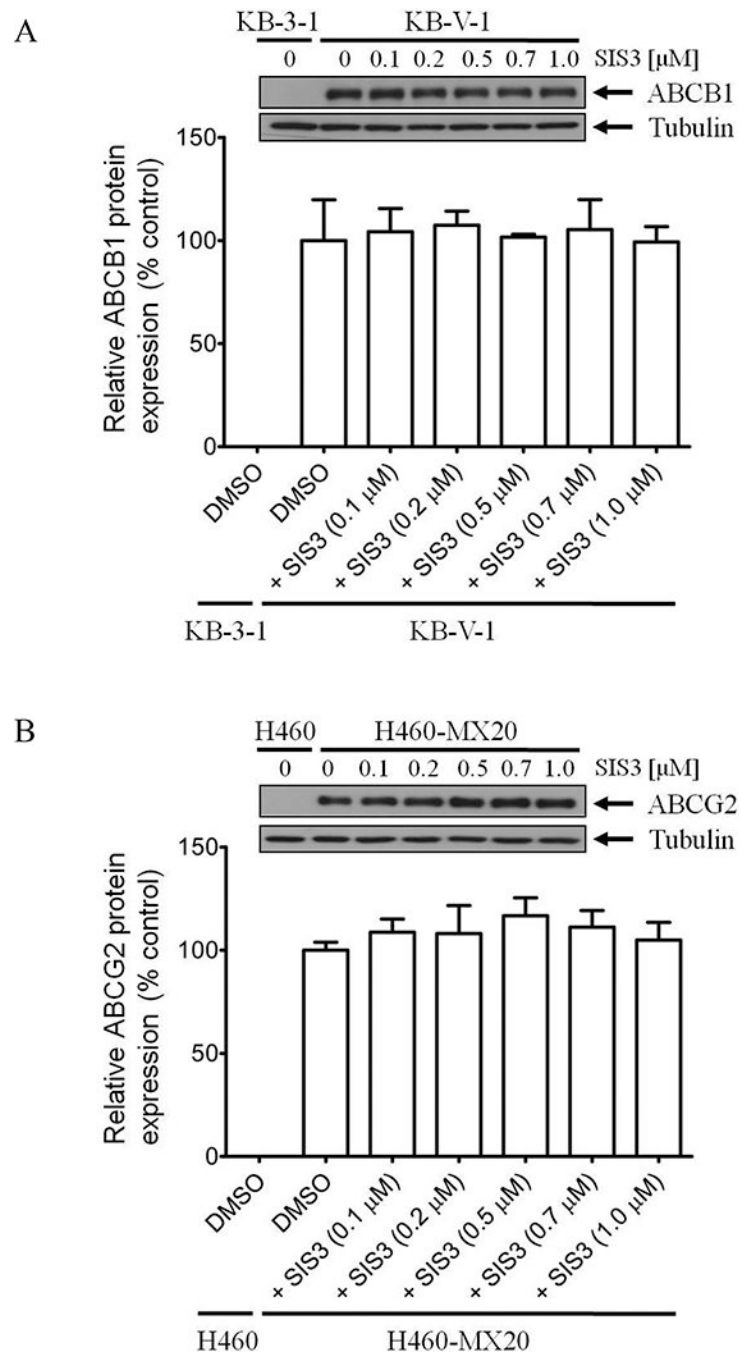 A
KB-3-1 KB-V-1
0 0 0.1 0.2 0.5 0.7 1.0 SIS3 [µM]
ABCB1
Tubulin
Relative ABCB1 protein
expression (% control)
150
100
50
0
DMSO
DMSO
+ SIS3 (0.1 µM)
+ SIS3 (0.2 µM)
+ SIS3 (0.5 µM)
+ SIS3 (0.7 µM)
+ SIS3 (1.0 µM)
KB-3-1 KB-V-1
B
H460 H460-MX20
0 0 0.1 0.2 0.5 0.7 1.0 SIS3 [µM]
ABCG2
Tubulin
Relative ABCG2 protein
expression (% control)
150
100
50
0
DMSO
DMSO
+ SIS3 (0.1 µM)
+ SIS3 (0.2 µM)
+ SIS3 (0.5 µM)
+ SIS3 (0.7 µM)
+ SIS3 (1.0 µM)
H460 H460-MX20